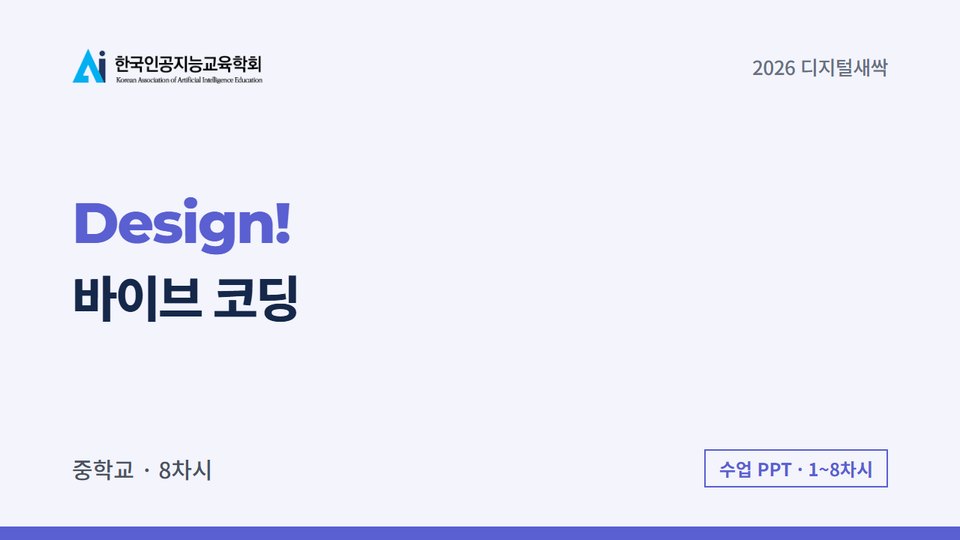 한국인공지능교육학회
Korean Association of Artificial Intelligence Education
2026 디지털새싹
Design!
바이브 코딩
중학교 · 8차시
수업 PPT · 1~8차시